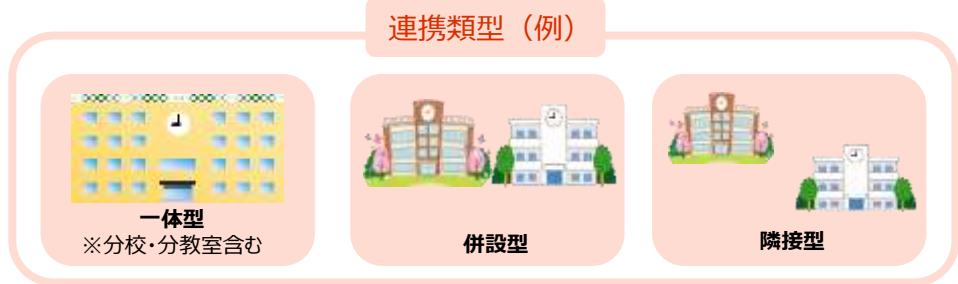 連携類型（例）
一体型
※分校・分教室含む
併設型
隣接型